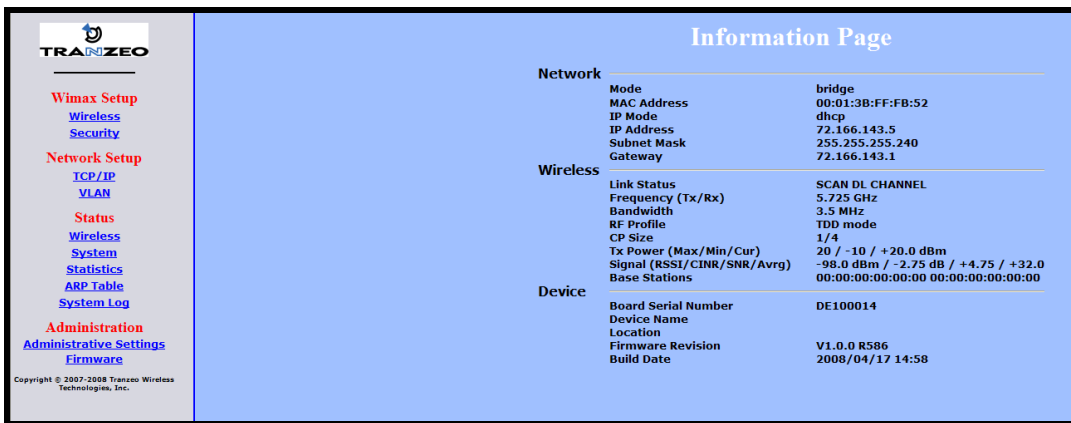 TRANZEO
Wimax Setup
Wireless
Security
Network Setup
TCP/IP
VLAN
Status
Wireless
System
Statistics
ARP Table
System Log
Administration
Administrative Settings
Firmware
Copyright © 2007-2008 Tranzeo Wireless
Technologies, Inc.
Information Page
Network
Mode bridge
MAC Address 00:01:3B:FF:FB:52
IP Mode dhcp
IP Address 72.166.143.5
Subnet Mask 255.255.255.240
Gateway 72.166.143.1
Wireless
Link Status SCAN DL CHANNEL
Frequency (Tx/Rx) 5.725 GHz
Bandwidth 3.5 MHz
RF Profile TDD mode
CP Size 1/4
Tx Power (Max/Min/Cur) 20 / -10 / +20.0 dBm
Signal (RSSI/CINR/SNR/Avrg) -98.0 dBm / -2.75 dB / +4.75 / +32.0
Base Stations 00:00:00:00:00:00 00:00:00:00:00:00
Device
Board Serial Number DE100014
Device Name
Location
Firmware Revision V1.0.0 R586
Build Date 2008/04/17 14:58